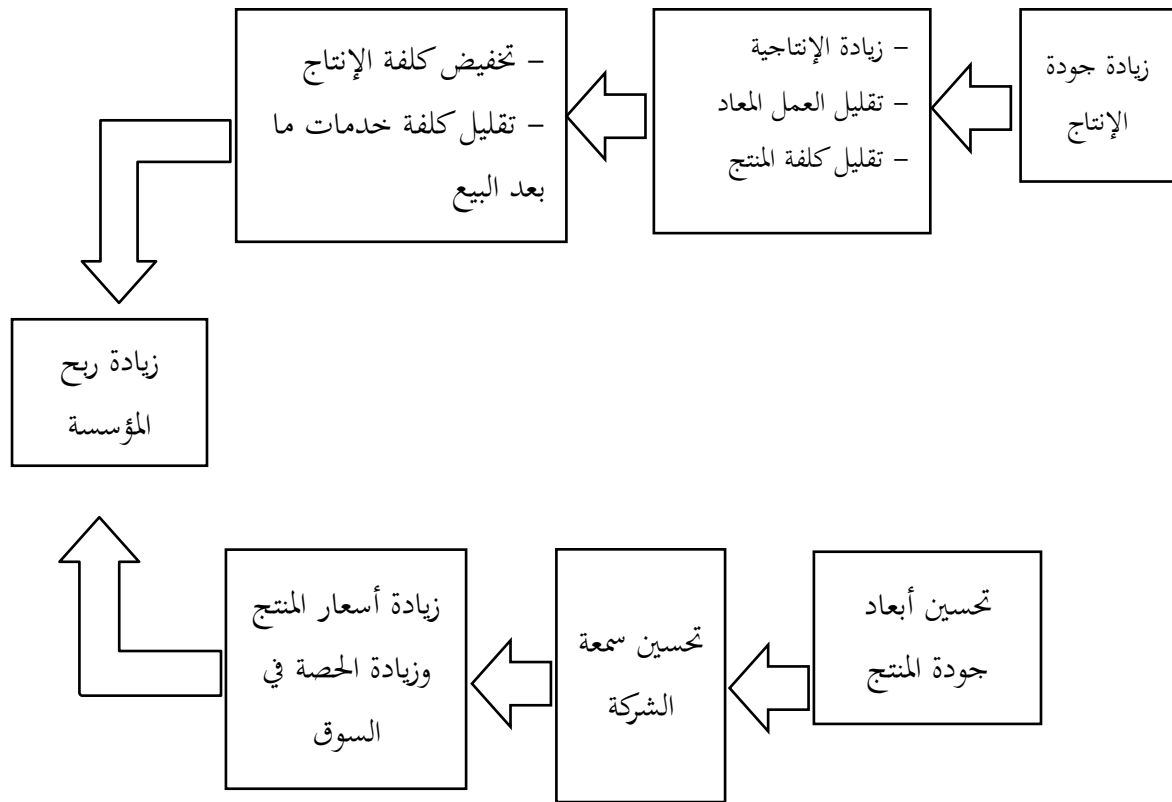 زيادة جودة
الإنتاج
– زيادة الإنتاجية
– تقليل العمل المعاد
– تقليل كلفة المنتج
– تخفيض كلفة الإنتاج
– تقليل كلفة خدمات ما
بعد البيع
زيادة ربح
المؤسسة
تحسين أبعاد
جودة المنتج
تحسين سمعة
الشركة
زيادة أسعار المنتج
وزيادة الحصة في
السوق